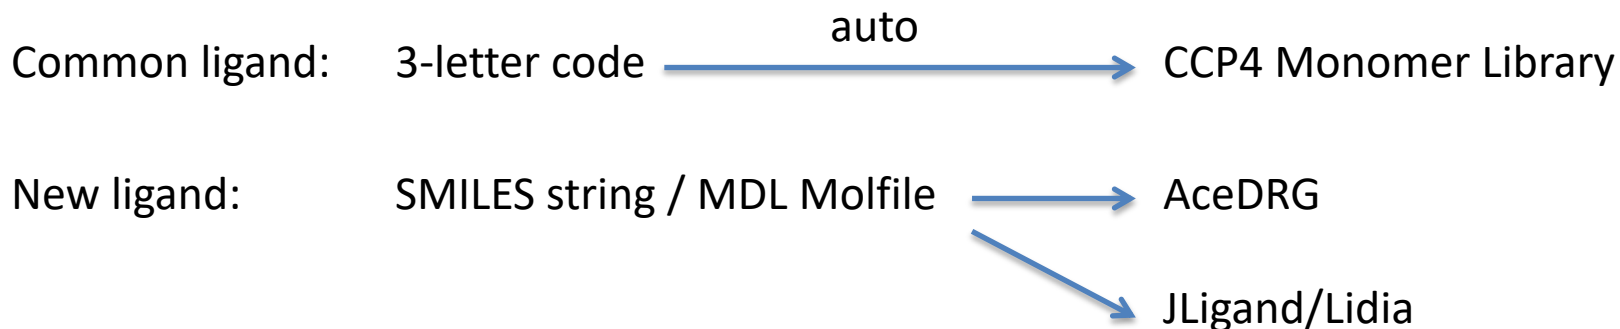 auto
Common ligand: 3-letter code CCP4 Monomer Library
New ligand: SMILES string / MDL Molfile AceDRG
JLigand/Lidia